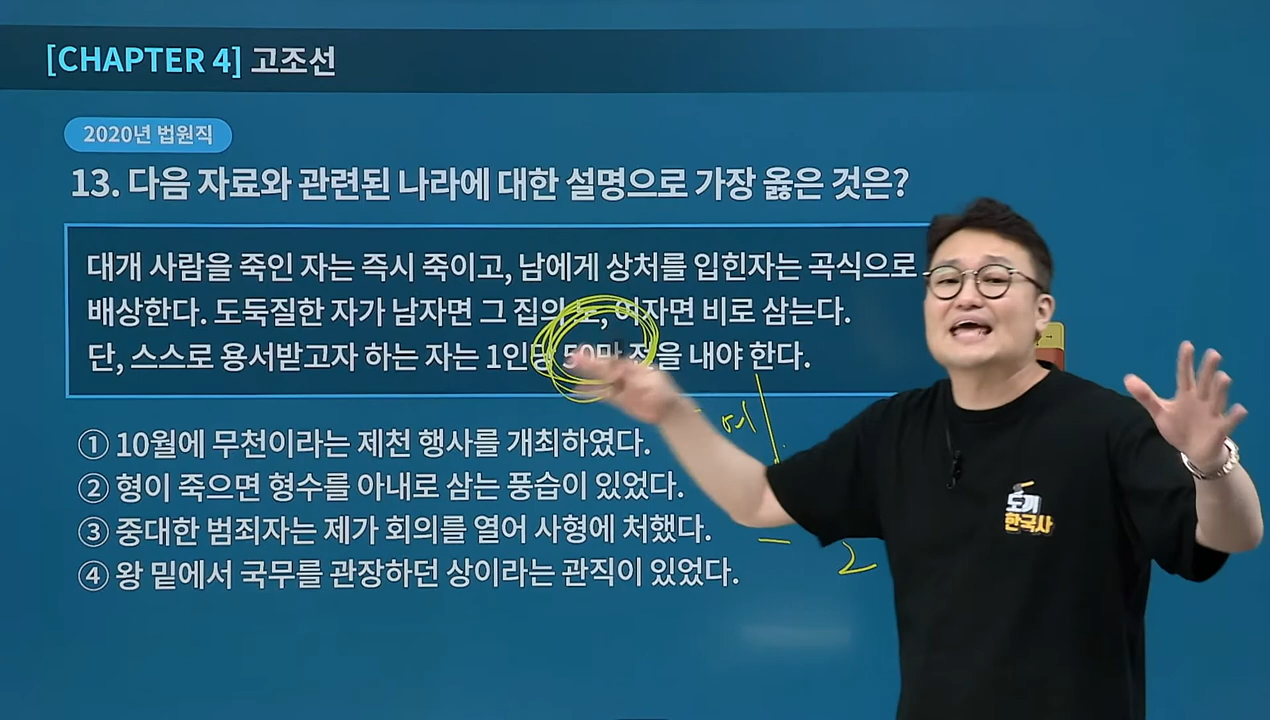 [CHAPTER 4] 고조선
2020년 법원직
13. 다음 자료와 관련된 나라에 대한 설명으로 가장 옳은 것은?
대개 사람을 죽인 자는 즉시 죽이고, 남에게 상처를 입힌자는 곡식으로
배상한다. 도둑질한 자가 남자면 그 집의 노, 여자면 비로 삼는다.
단, 스스로 용서받고자 하는 자는 1인당 50만 전을 내야 한다.
① 10월에 무천이라는 제천 행사를 개최하였다.
② 형이 죽으면 형수를 아내로 삼는 풍습이 있었다.
③ 중대한 범죄자는 제가 회의를 열어 사형에 처했다.
④ 왕 밑에서 국무를 관장하던 상이라는 관직이 있었다.
2
도끼
한국사